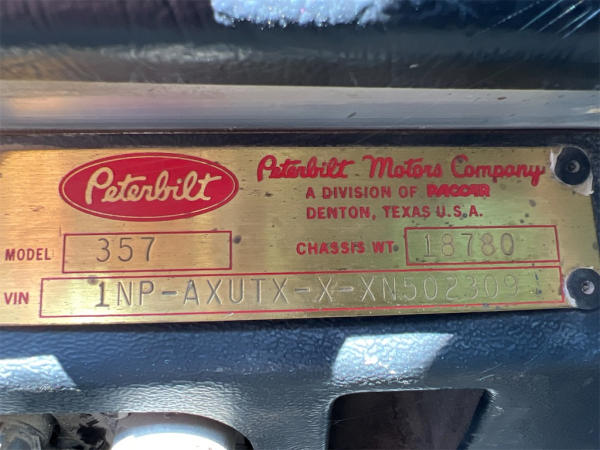 Peterbilt
Peterbilt Motors Company
A DIVISION OF PACCAR
DENTON, TEXAS U.S.A.
MODEL 357 CHASSIS WT. 18780
VIN 1NP-AXUTX-X-XN502309